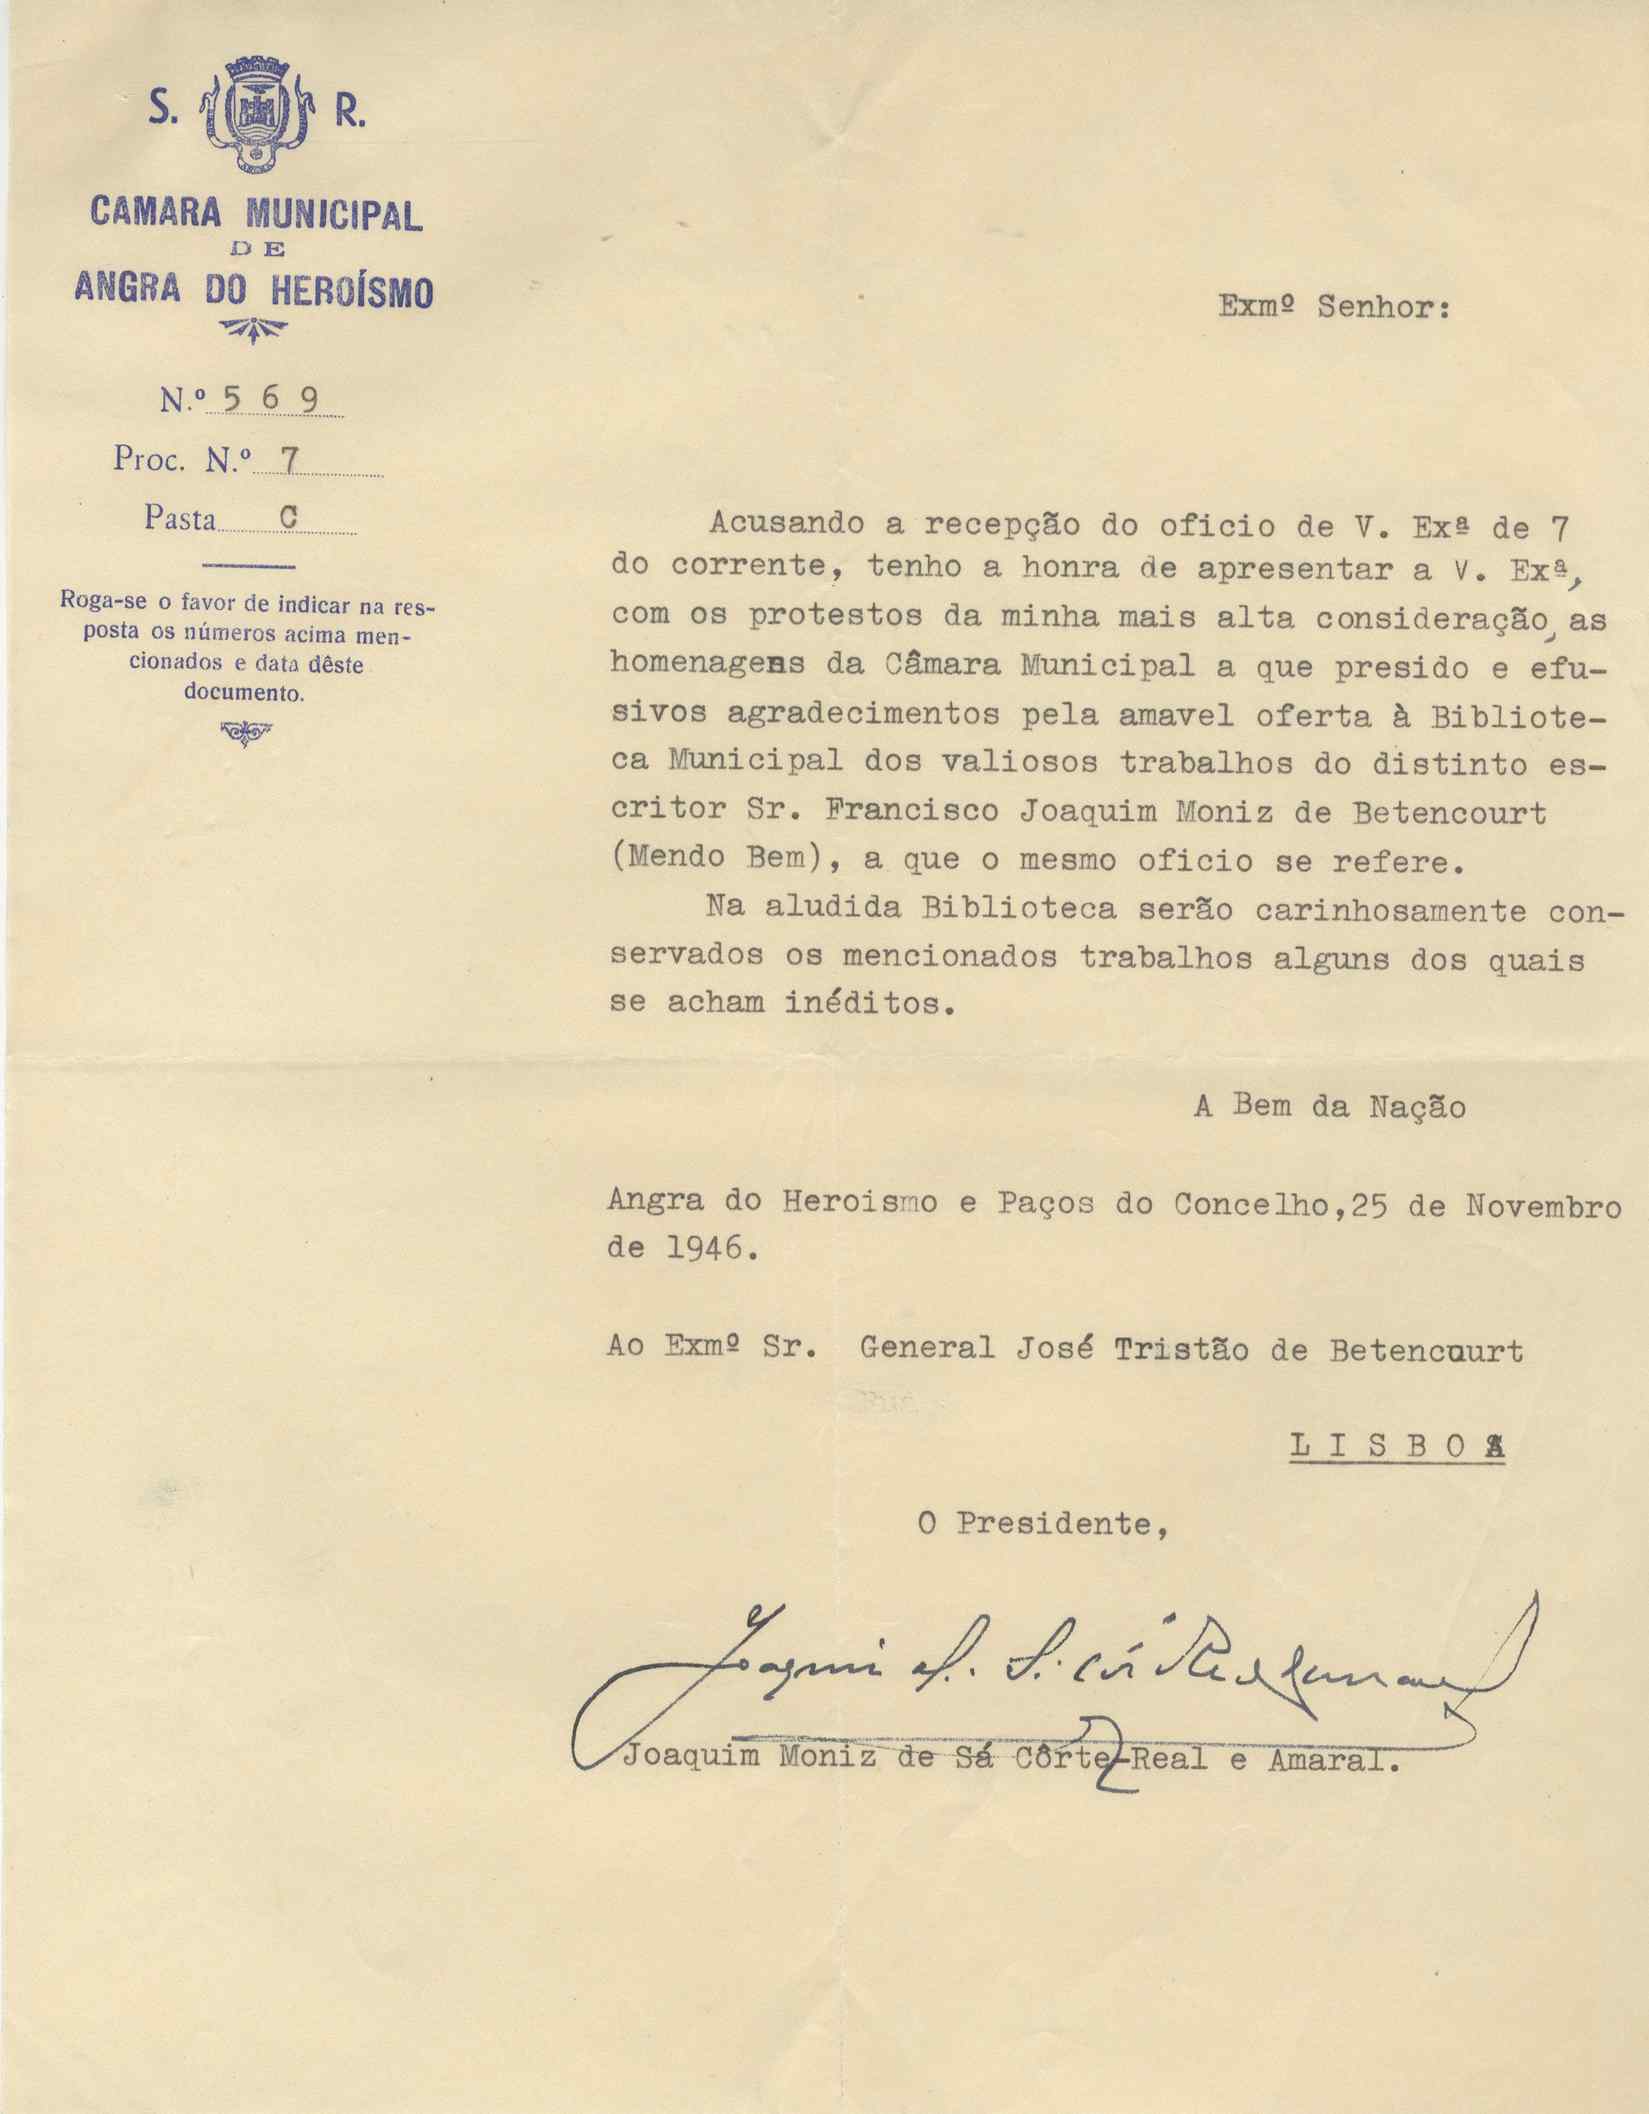 S. R.
CAMARA MUNICIPAL
DE
ANGRA DO HEROÍSMO
N.º 569
Proc. N.º 7
Pasta C
Roga-se o favor de indicar na res-
posta os números acima men-
cionados e data dêste
documento.
Exmº Senhor:
Acusando a recepção do oficio de V. Exª de 7
do corrente, tenho a honra de apresentar a V. Exª,
com os protestos da minha mais alta consideração, as
homenagens da Câmara Municipal a que presido e efu-
sivos agradecimentos pela amavel oferta à Bibliote-
ca Municipal dos valiosos trabalhos do distinto es-
critor Sr. Francisco Joaquim Moniz de Betencourt
(Mendo Bem), a que o mesmo oficio se refere.
Na aludida Biblioteca serão carinhosamente con-
servados os mencionados trabalhos alguns dos quais
se acham inéditos.
A Bem da Nação
Angra do Heroismo e Paços do Concelho,25 de Novembro
de 1946.
Ao Exmº Sr. General José Tristão de Betencuurt
LISBOA
O Presidente,
Joaquim Moniz de Sá Côrte-Real e Amaral.